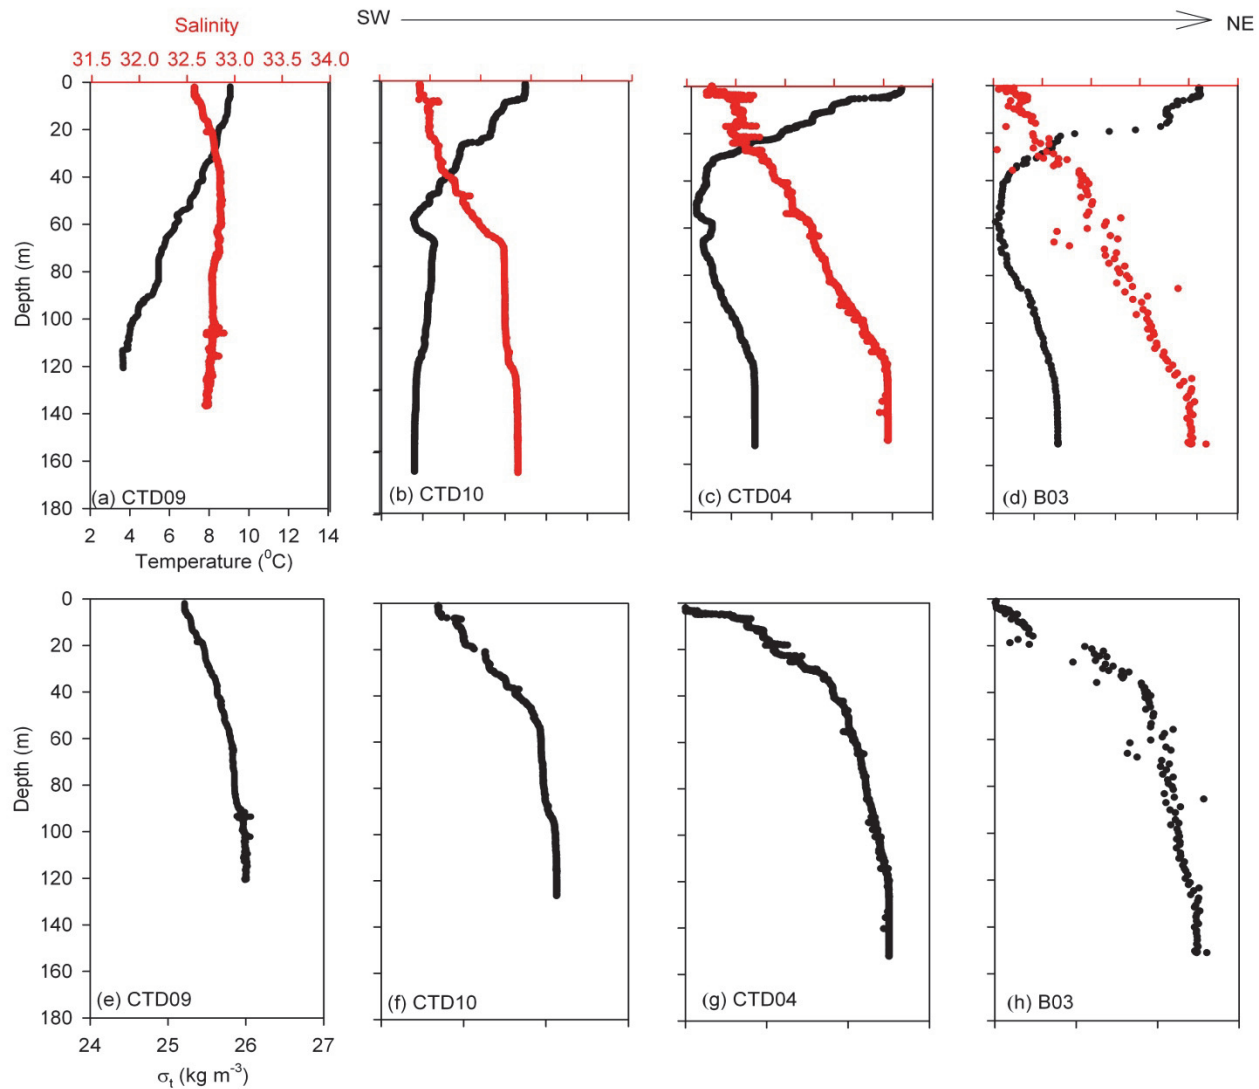 SW NE
Salinity
31.5 32.0 32.5 33.0 33.5 34.0
0
20
40
60
80
100
120
140
160
180
Depth (m)
(a) CTD09
(b) CTD10
(c) CTD04
(d) B03
2 4 6 8 10 12 14
Temperature (⁰C)
0
20
40
60
80
100
120
140
160
180
Depth (m)
(e) CTD09
(f) CTD10
(g) CTD04
(h) B03
24 25 26 27
σt (kg m⁻³)